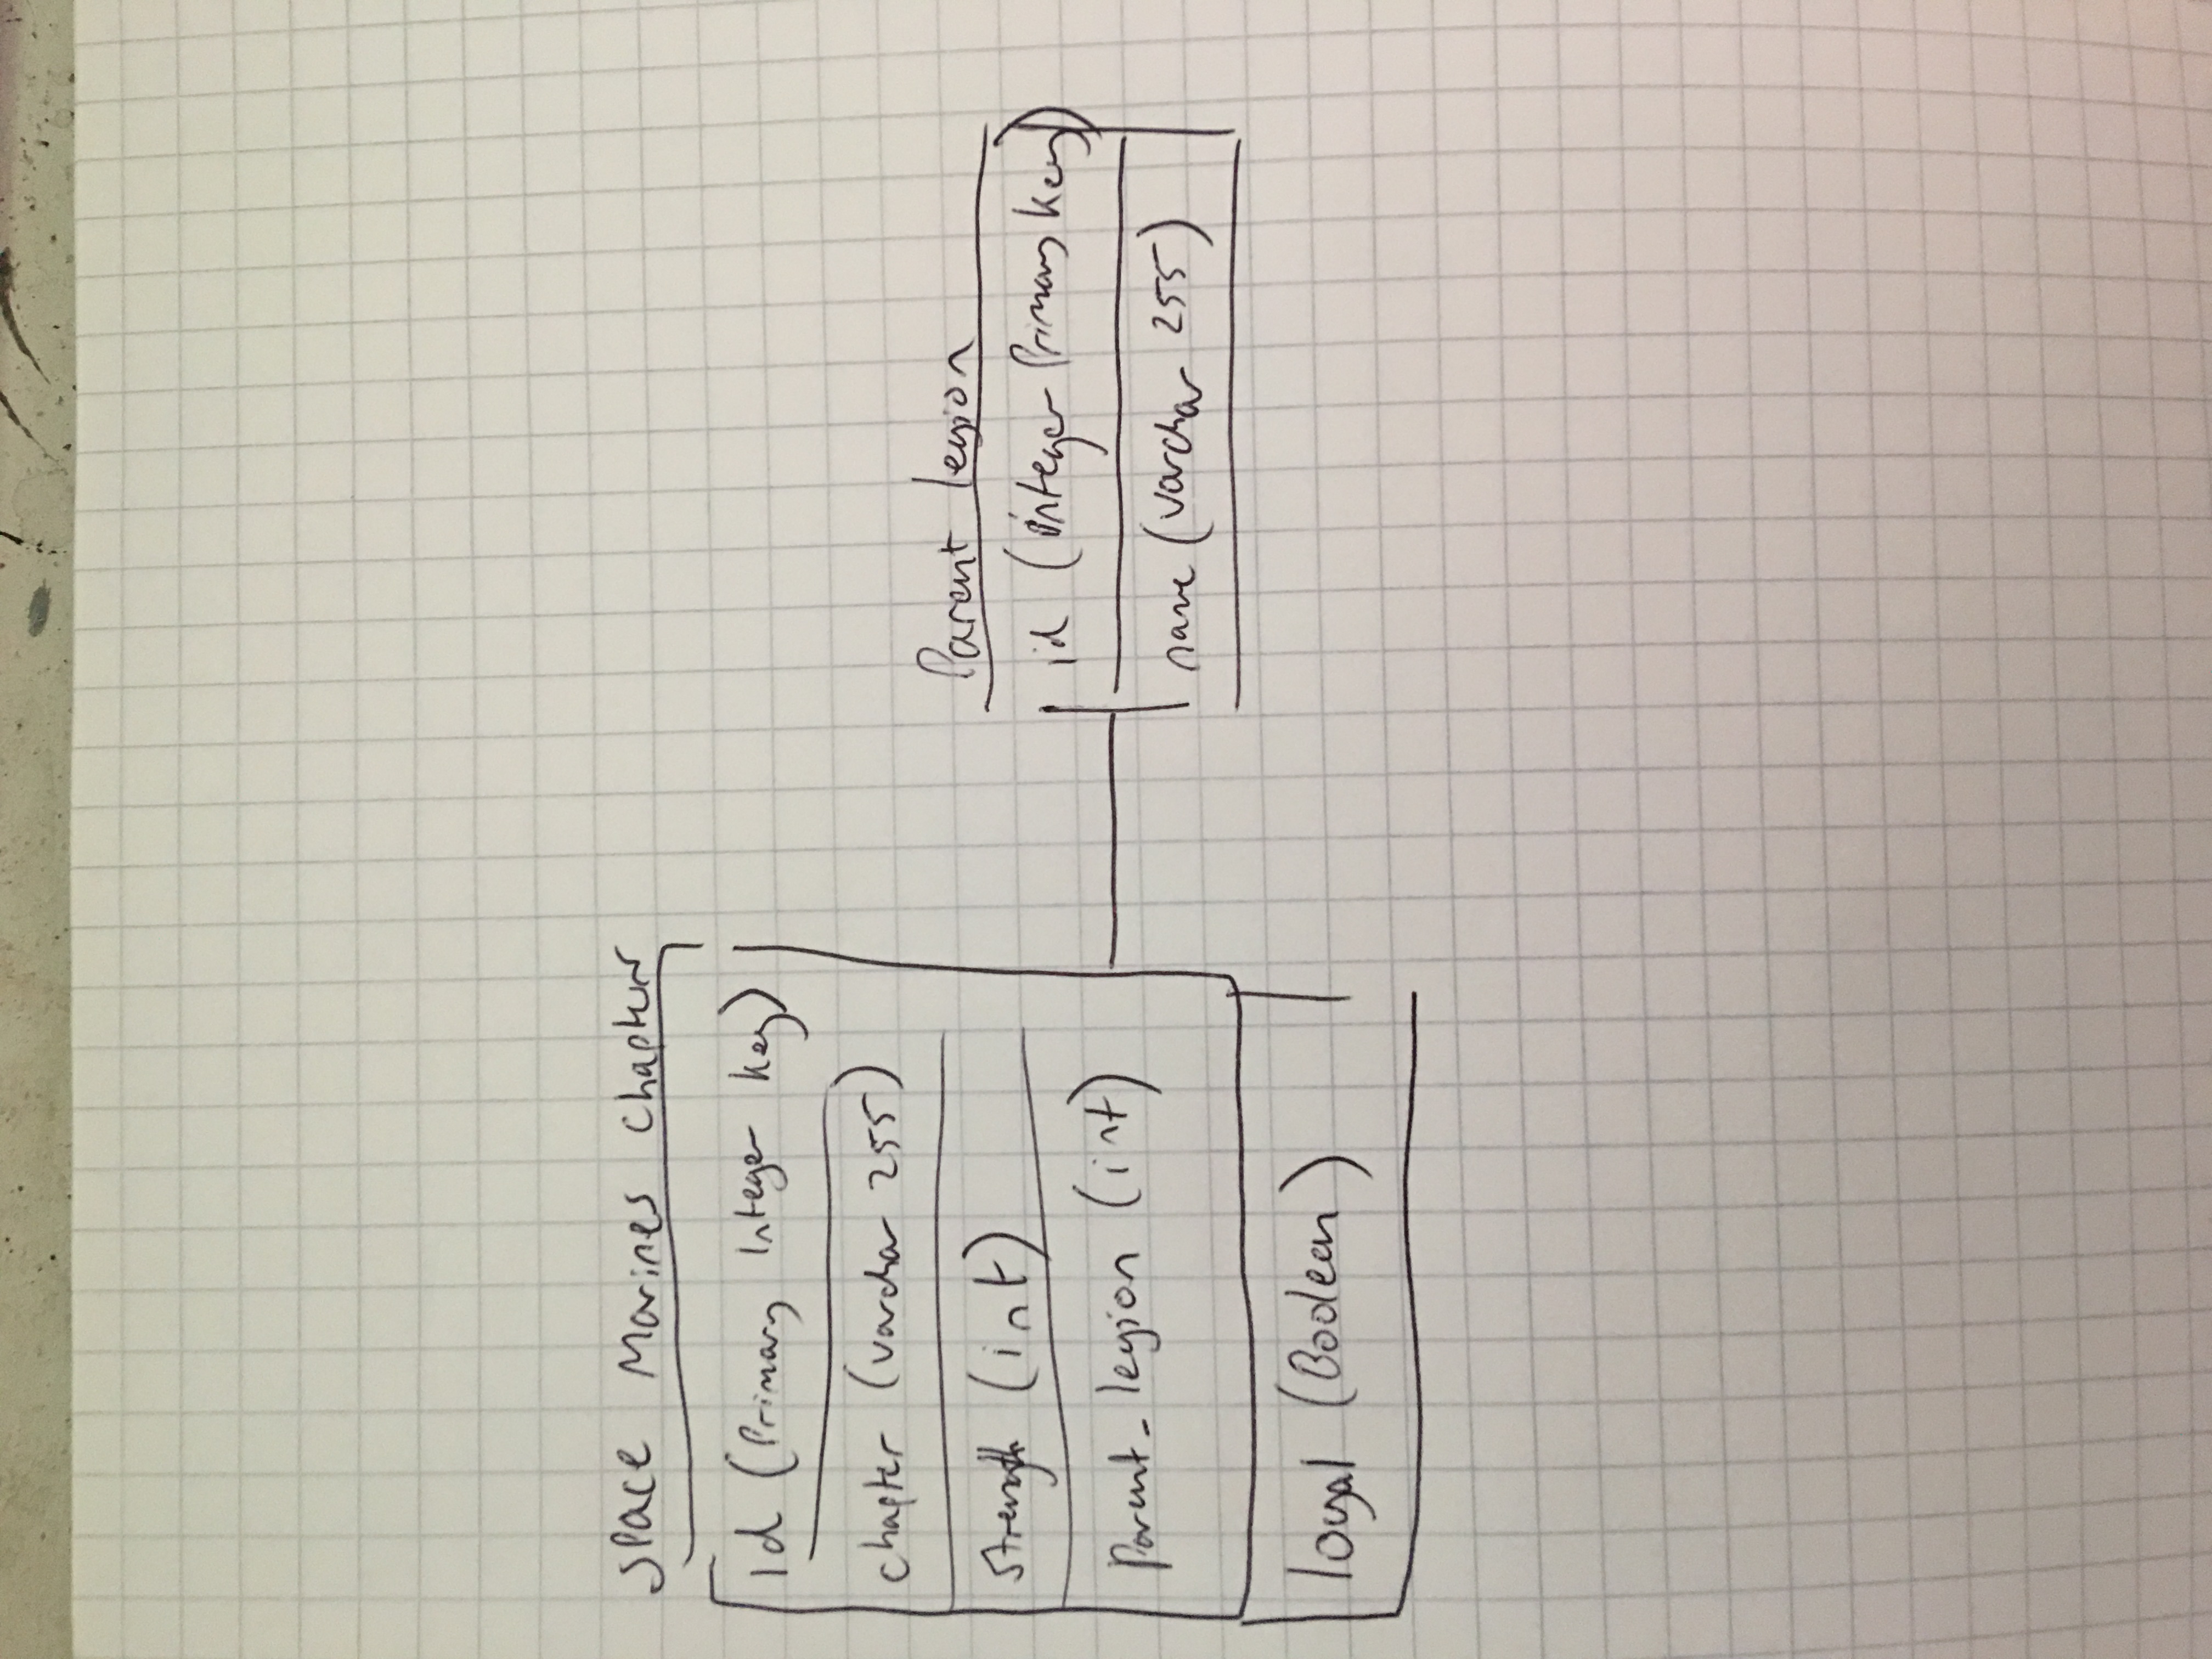 Space Marines Chapters
id (Primary Integer Key)
chapter (varchar 255)
strength (int)
Parent_legion (int)
loyal (Boolean)
Parent legion
id (integer Primary Key)
name (varchar 255)